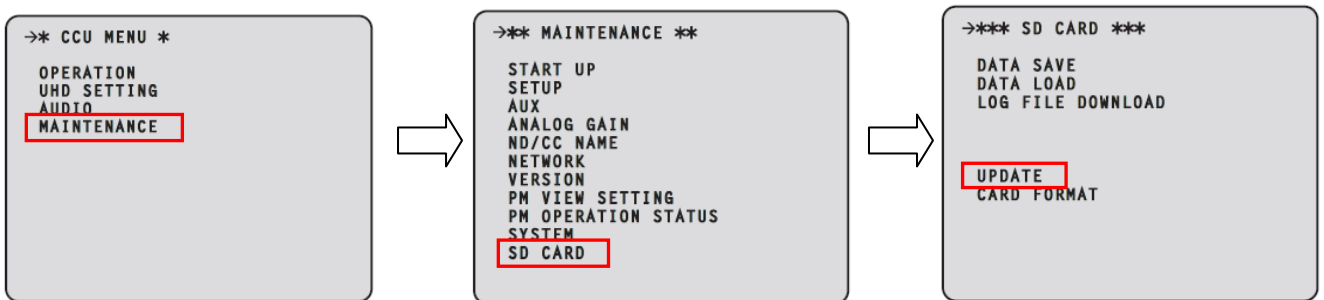 →* CCU MENU *
OPERATION
UHD SETTING
AUDIO
MAINTENANCE
→** MAINTENANCE **
START UP
SETUP
AUX
ANALOG GAIN
ND/CC NAME
NETWORK
VERSION
PM VIEW SETTING
PM OPERATION STATUS
SYSTEM
SD CARD
→*** SD CARD ***
DATA SAVE
DATA LOAD
LOG FILE DOWNLOAD
UPDATE
CARD FORMAT